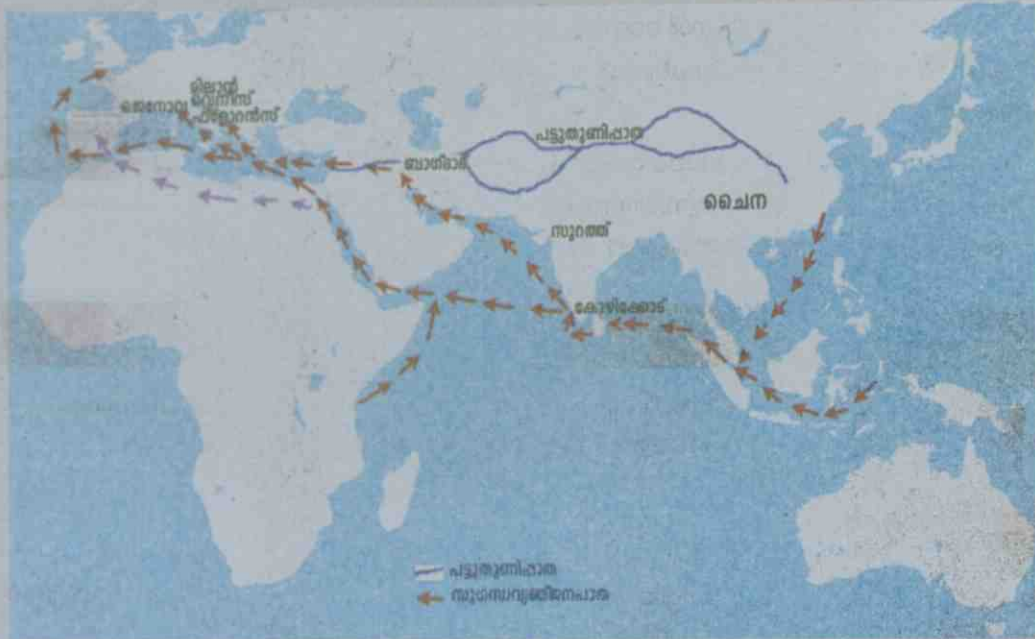 മിലാൻ
വെനീസ്
ജെനോവ
ഫ്ളോറൻസ്
ബാഗ്ദാദ്
പട്ടുതുണിപ്പാത
ചൈന
സൂറത്ത്
കോഴിക്കോട്
പട്ടുതുണിപ്പാത
സുഗന്ധവ്യഞ്ജനപാത